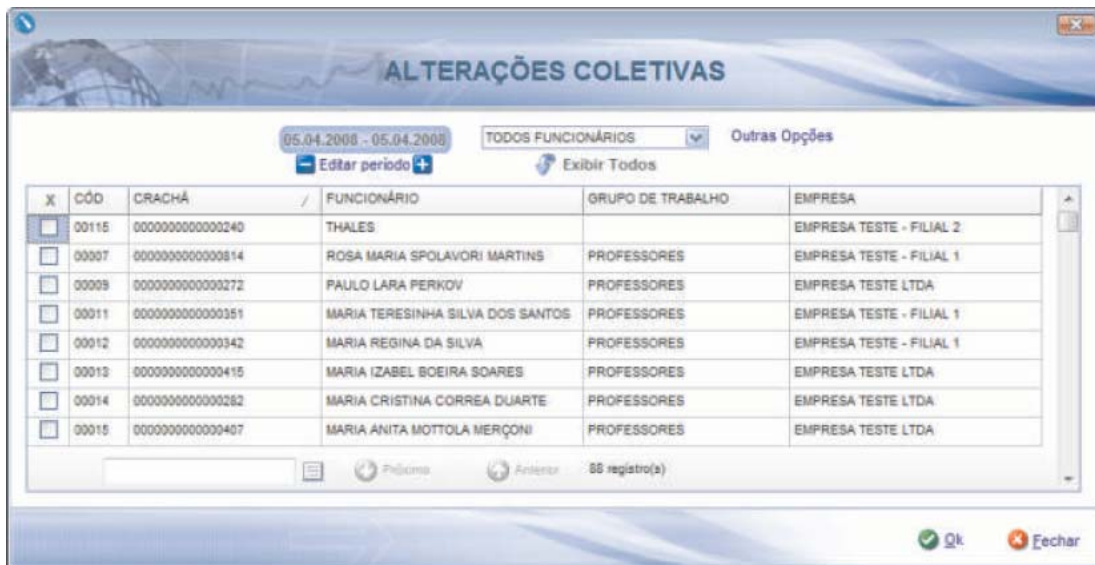 ALTERAÇÕES COLETIVAS
05.04.2008 - 05.04.2008 TODOS FUNCIONÁRIOS Outras Opções
Editar periodo Exibir Todos
X CÓD CRACHÁ / FUNCIONÁRIO GRUPO DE TRABALHO EMPRESA
00115 0000000000000240 THALES EMPRESA TESTE - FILIAL 2
00007 0000000000000814 ROSA MARIA SPOLAVORI MARTINS PROFESSORES EMPRESA TESTE - FILIAL 1
00009 0000000000000272 PAULO LARA PERKOV PROFESSORES EMPRESA TESTE LTDA
00011 0000000000000351 MARIA TERESINHA SILVA DOS SANTOS PROFESSORES EMPRESA TESTE - FILIAL 1
00012 0000000000000342 MARIA REGINA DA SILVA PROFESSORES EMPRESA TESTE - FILIAL 1
00013 0000000000000415 MARIA IZABEL BOEIRA SOARES PROFESSORES EMPRESA TESTE LTDA
00014 0000000000000282 MARIA CRISTINA CORREA DUARTE PROFESSORES EMPRESA TESTE LTDA
00015 0000000000000407 MARIA ANITA MOTTOLA MERÇONI PROFESSORES EMPRESA TESTE LTDA
Próximo Anterior 88 registro(s)
Ok Fechar